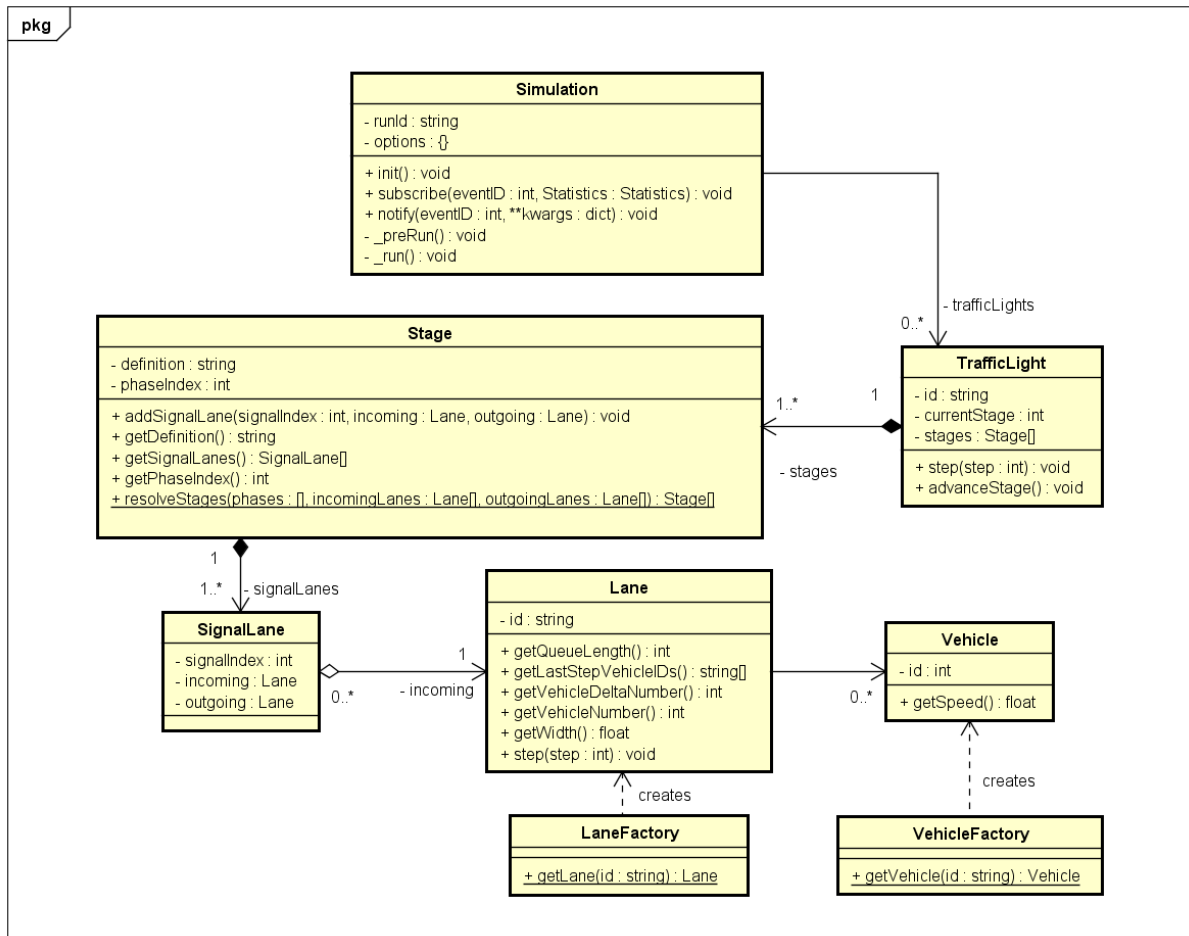 pkg
Simulation
- runId : string
- options : {}
+ init() : void
+ subscribe(eventID : int, Statistics : Statistics) : void
+ notify(eventID : int, **kwargs : dict) : void
- _preRun() : void
- _run() : void
- trafficLights
0..*
Stage
- definition : string
- phaseIndex : int
+ addSignalLane(signalIndex : int, incoming : Lane, outgoing : Lane) : void
+ getDefinition() : string
+ getSignalLanes() : SignalLane[]
+ getPhaseIndex() : int
+ resolveStages(phases : [], incomingLanes : Lane[], outgoingLanes : Lane[]) : Stage[]
1..*
1
- stages
TrafficLight
- id : string
- currentStage : int
- stages : Stage[]
+ step(step : int) : void
+ advanceStage() : void
1
1..*
- signalLanes
SignalLane
- signalIndex : int
- incoming : Lane
- outgoing : Lane
0..*
1
- incoming
Lane
- id : string
+ getQueueLength() : int
+ getLastStepVehicleIDs() : string[]
+ getVehicleDeltaNumber() : int
+ getVehicleNumber() : int
+ getWidth() : float
+ step(step : int) : void
0..*
Vehicle
- id : int
+ getSpeed() : float
creates
creates
LaneFactory
+ getLane(id : string) : Lane
VehicleFactory
+ getVehicle(id : string) : Vehicle